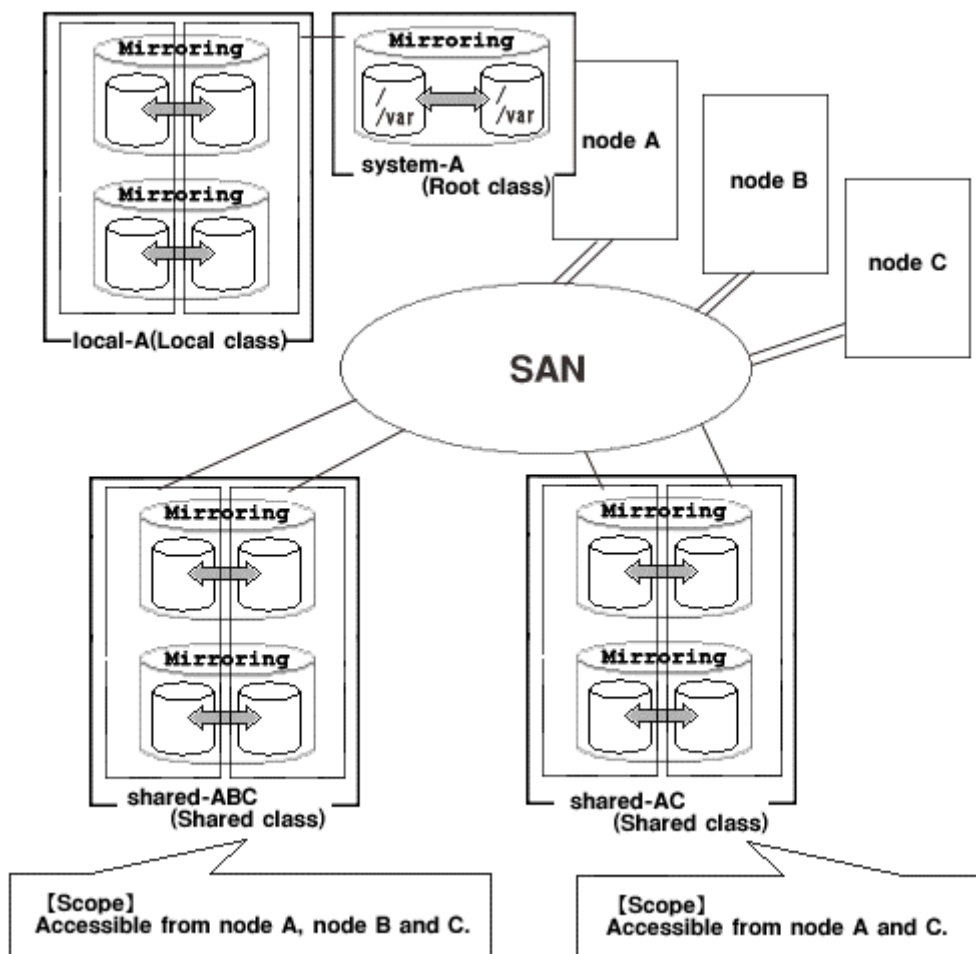 Mirroring
Mirroring
local-A(Local class)
Mirroring
/
/var
/
/var
system-A
(Root class)
node A
node B
node C
SAN
Mirroring
Mirroring
shared-ABC
(Shared class)
Mirroring
Mirroring
shared-AC
(Shared class)
【Scope】
Accessible from node A, node B and C.
【Scope】
Accessible from node A and C.